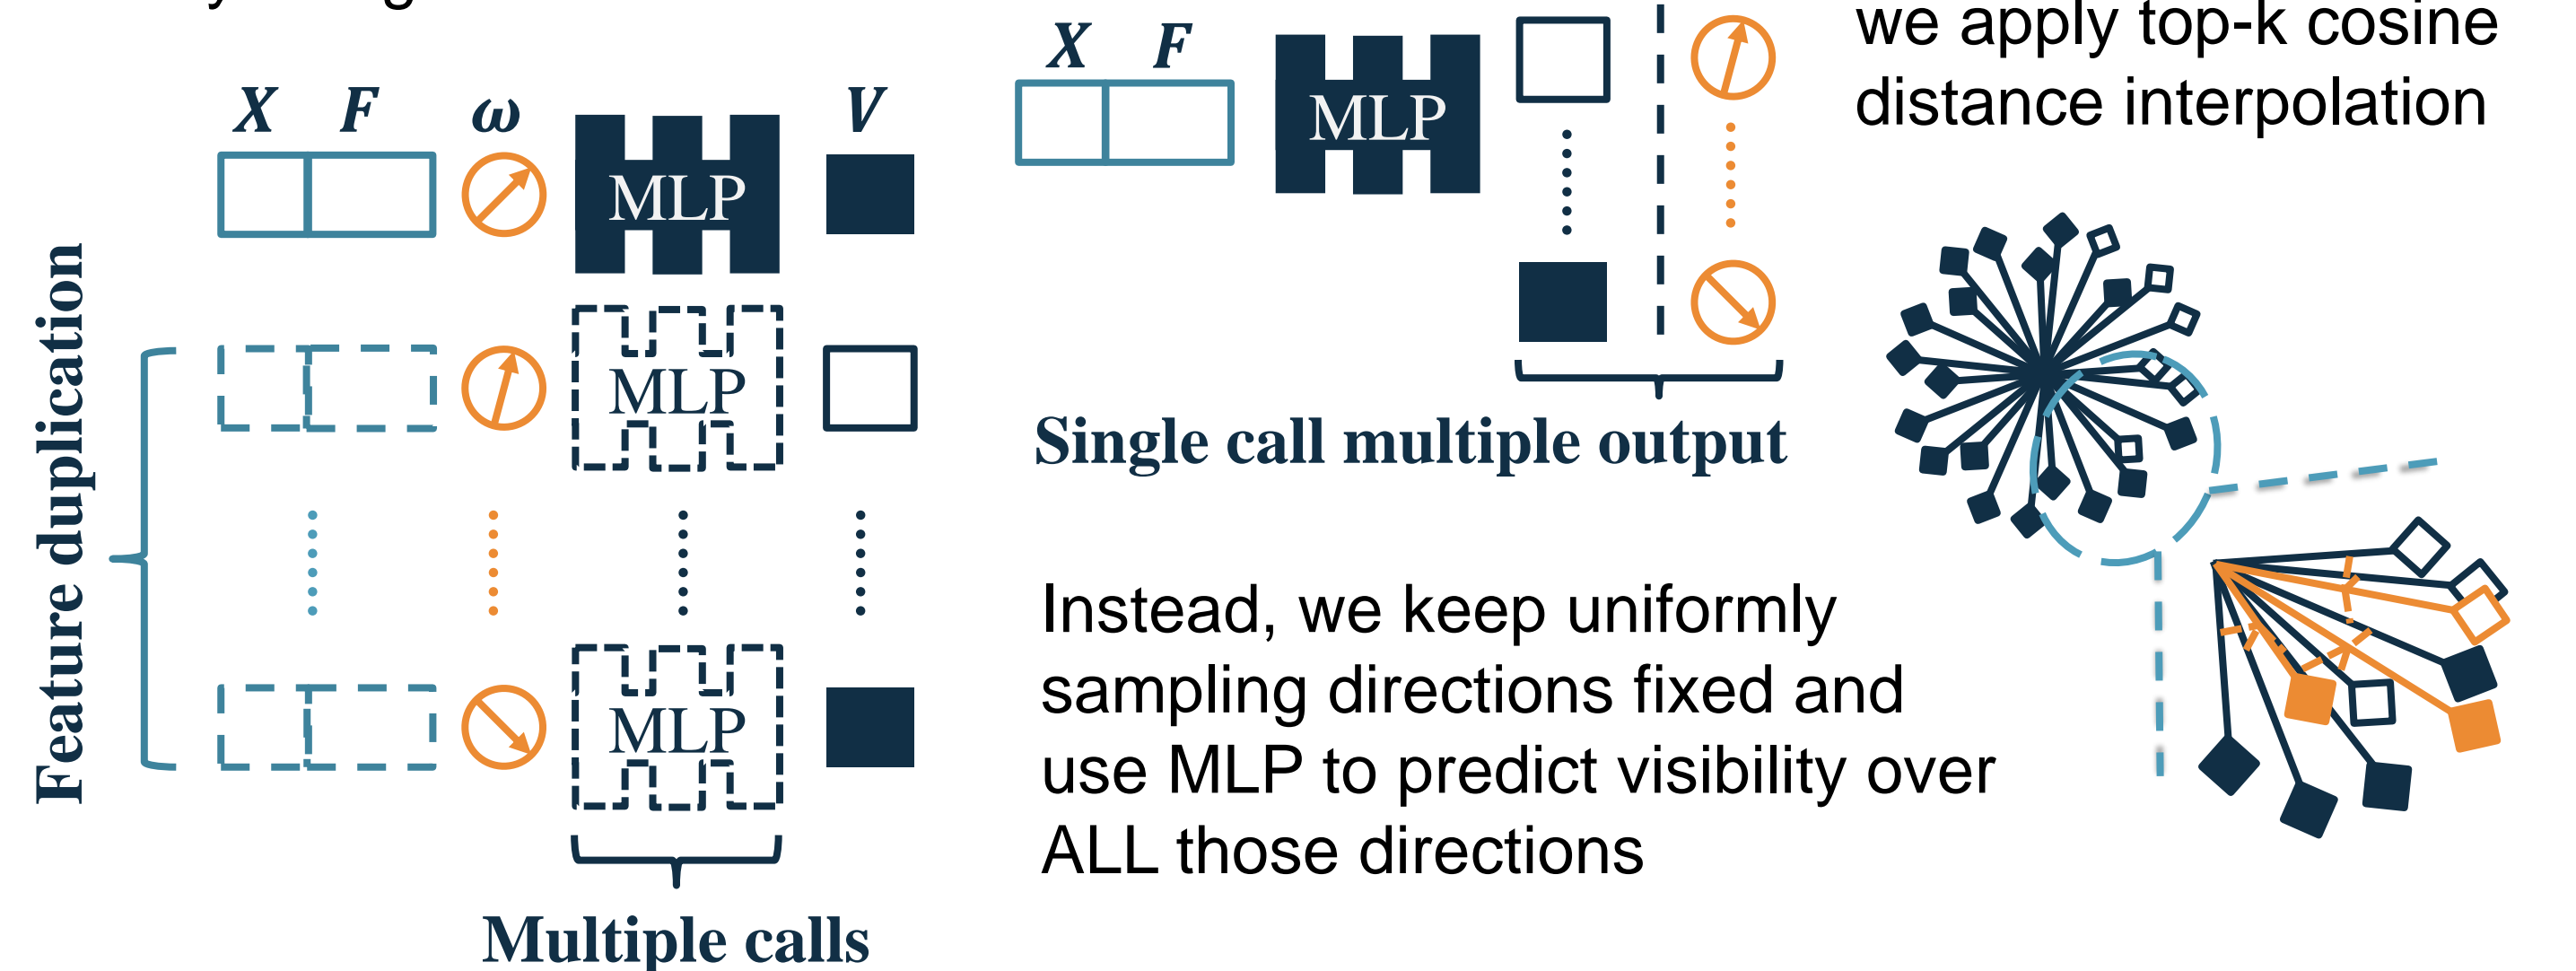 X F ω V
MLP
Feature duplication
MLP
MLP
Multiple calls
X F
MLP
Single call multiple output
Instead, we keep uniformly
sampling directions fixed and
use MLP to predict visibility over
ALL those directions
we apply top-k cosine
distance interpolation